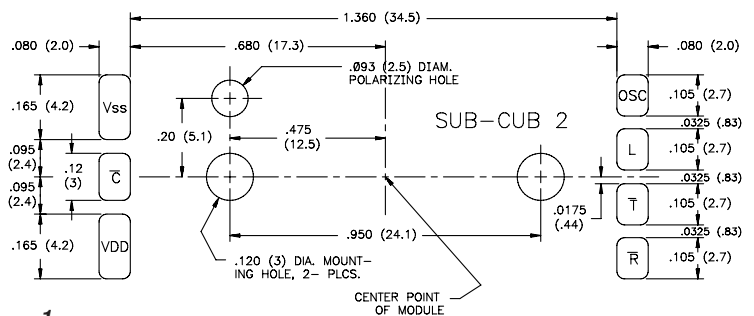 1.360 (34.5)
.080 (2.0)
.680 (17.3)
.080 (2.0)
.093 (2.5) DIAM.
POLARIZING HOLE
.165 (4.2)
Vss
.20 (5.1)
.475
(12.5)
SUB-CUB 2
OSC
.105 (2.7)
.0325 (.83)
.095
(2.4)
.12
(3)
C̅
L
.105 (2.7)
.0325 (.83)
.095
(2.4)
.0175
(.44)
T̅
.105 (2.7)
.0325 (.83)
.165 (4.2)
VDD
.950 (24.1)
R̅
.105 (2.7)
.120 (3) DIA. MOUNT-
ING HOLE, 2- PLCS.
CENTER POINT
OF MODULE